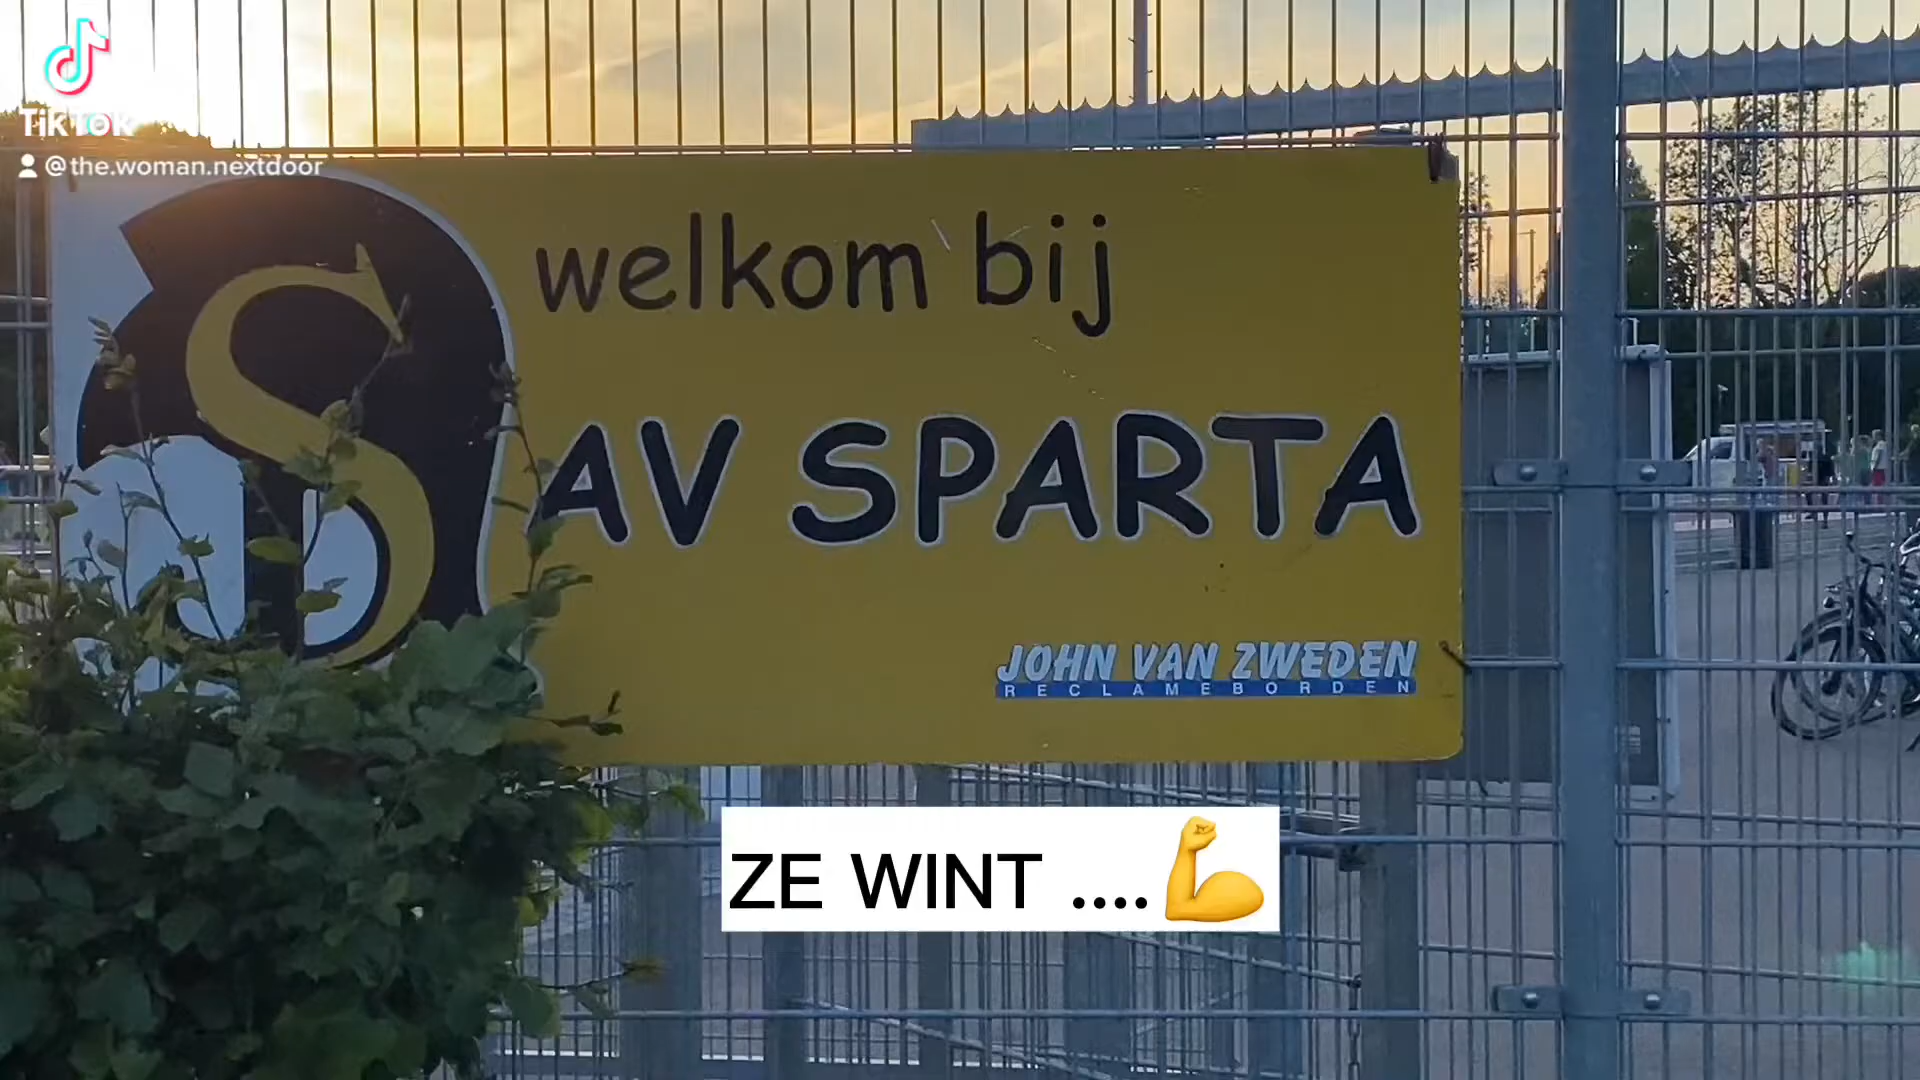 TikTok
@the.woman.nextdoor
welkom bij
S AV SPARTA
JOHN VAN ZWEDEN
RECLAMEBORDEN
ZE WINT ....💪